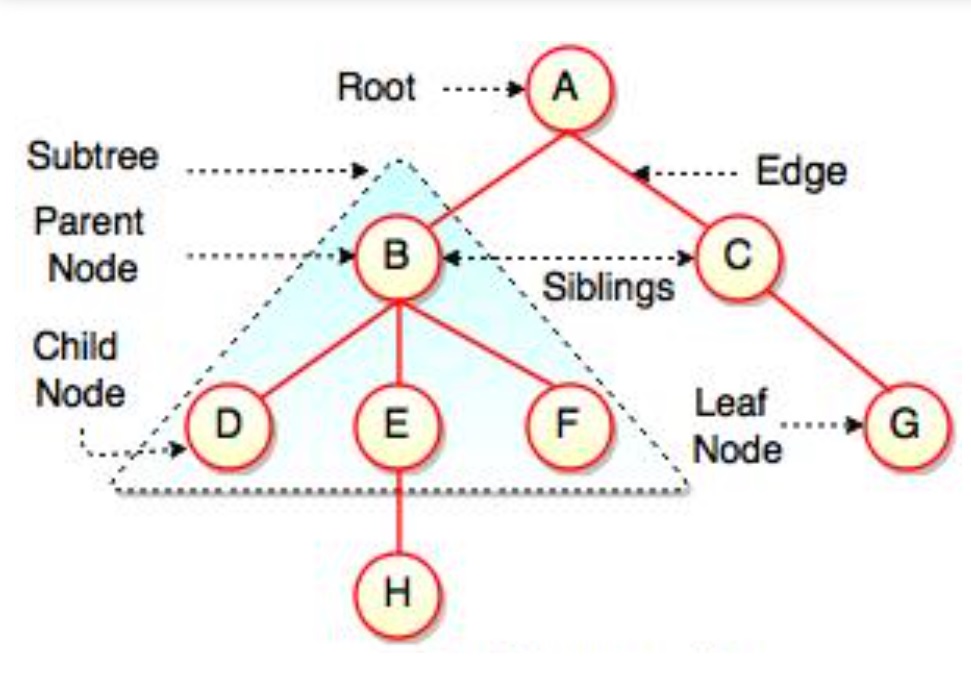 Root
A
Subtree
Edge
Parent
Node
B
C
Siblings
Child
Node
D
E
F
Leaf
Node
G
H